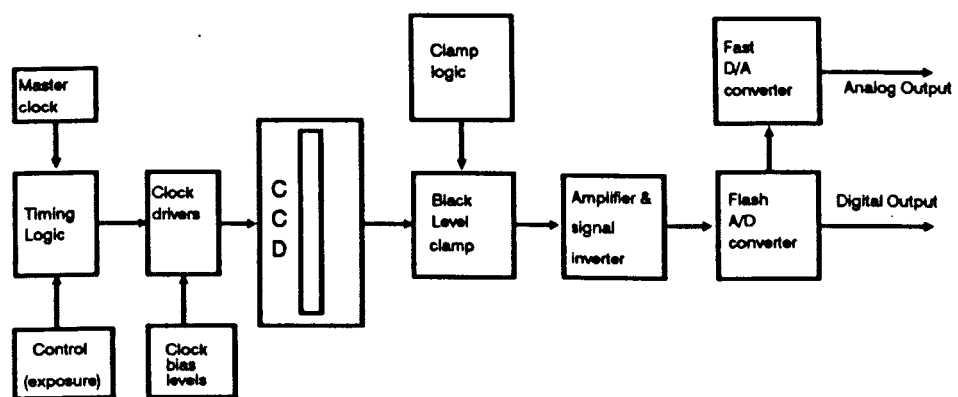 Master
clock
Timing
Logic
Control
(exposure)
Clock
drivers
Clock
bias
levels
C
C
D
Clamp
logic
Black
Level
clamp
Amplifier &
signal
inverter
Fast
D/A
converter
Analog Output
Flash
A/D
converter
Digital Output